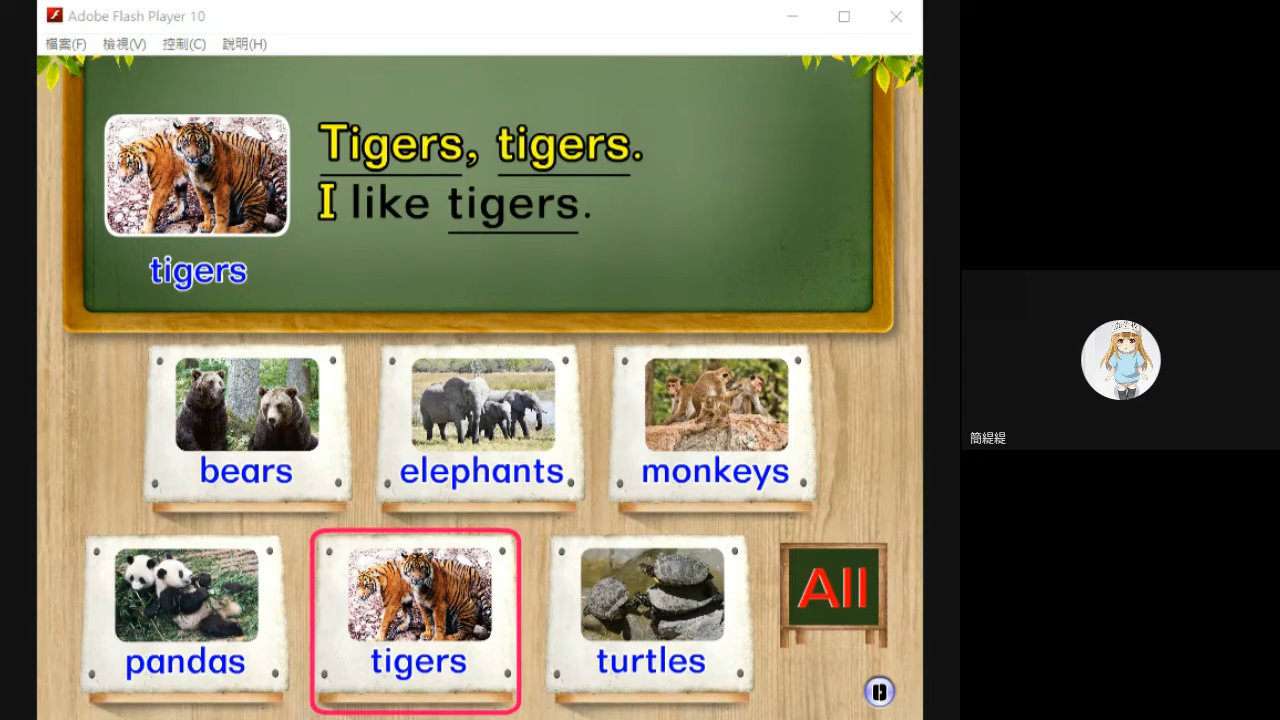 Adobe Flash Player 10
檔案(F) 檢視(V) 控制(C) 說明(H)
Tigers, tigers.
I like tigers.
tigers
bears elephants monkeys
pandas tigers turtles
All
簡緹緹